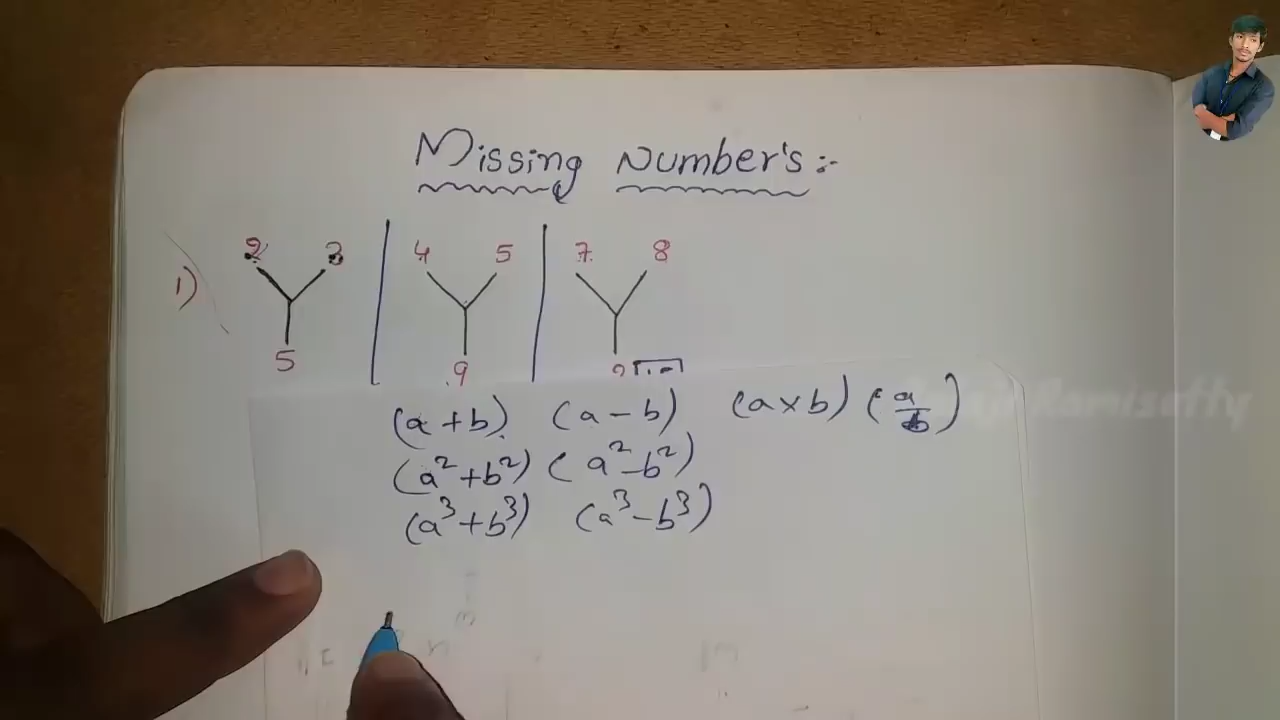 Missing Number's :-
1) 2 3 4 5 7 8
5 9 ?
(a + b) (a - b) (a x b) (a/b)
(a² + b²) (a² - b²)
(a³ + b³) (a³ - b³)